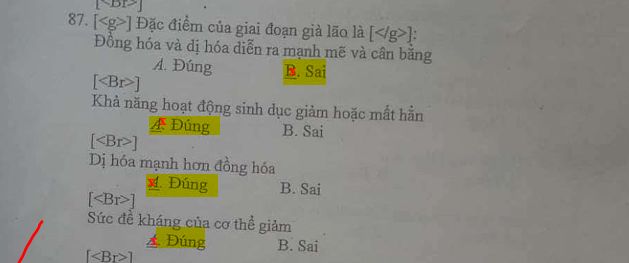 [<Br>]
87. [<g>] Đặc điểm của giai đoạn già lão là [</g>]:
Đồng hóa và dị hóa diễn ra mạnh mẽ và cân bằng
A. Đúng B. Sai
[<Br>]
Khả năng hoạt động sinh dục giảm hoặc mất hẳn
A. Đúng B. Sai
[<Br>]
Dị hóa mạnh hơn đồng hóa
A. Đúng B. Sai
[<Br>]
Sức đề kháng của cơ thể giảm
A. Đúng B. Sai
[<Br>]